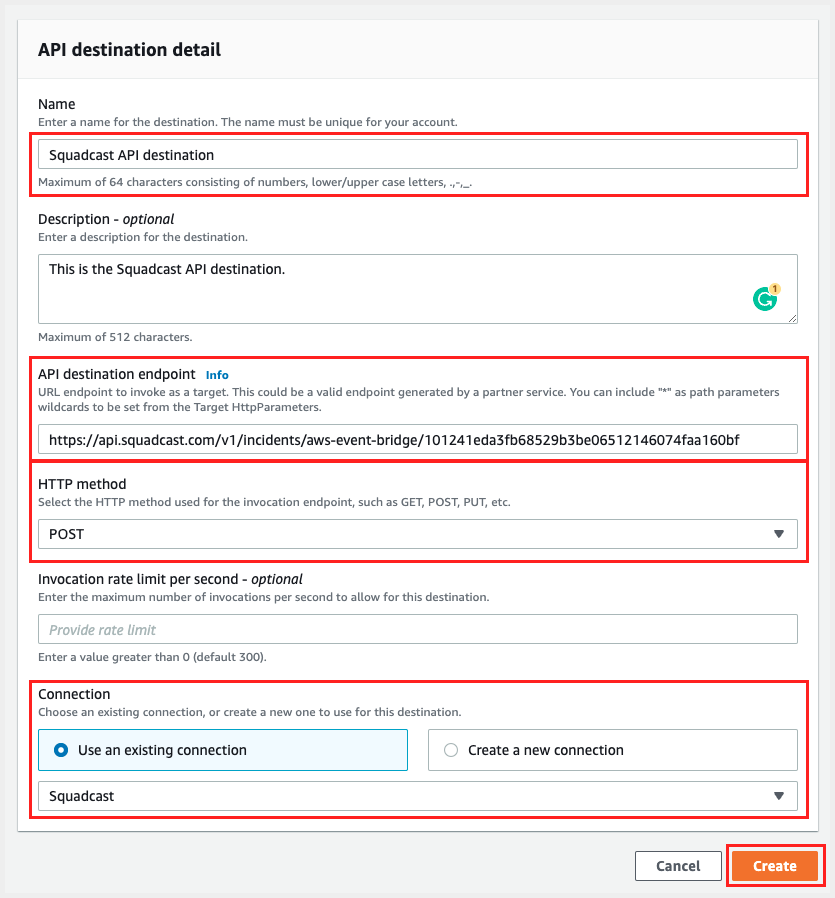 API destination detail
Name
Enter a name for the destination. The name must be unique for your account.
Squadcast API destination
Maximum of 64 characters consisting of numbers, lower/upper case letters, .,-,_.
Description - optional
Enter a description for the destination.
This is the Squadcast API destination.
1
Maximum of 512 characters.
API destination endpoint Info
URL endpoint to invoke as a target. This could be a valid endpoint generated by a partner service. You can include "*" as path parameters
wildcards to be set from the Target HttpParameters.
https://api.squadcast.com/v1/incidents/aws-event-bridge/101241eda3fb68529b3be06512146074faa160bf
HTTP method
Select the HTTP method used for the invocation endpoint, such as GET, POST, PUT, etc.
POST
Invocation rate limit per second - optional
Enter the maximum number of invocations per second to allow for this destination.
Provide rate limit
Enter a value greater than 0 (default 300).
Connection
Choose an existing connection, or create a new one to use for this destination.
Use an existing connection
Create a new connection
Squadcast
Cancel
Create